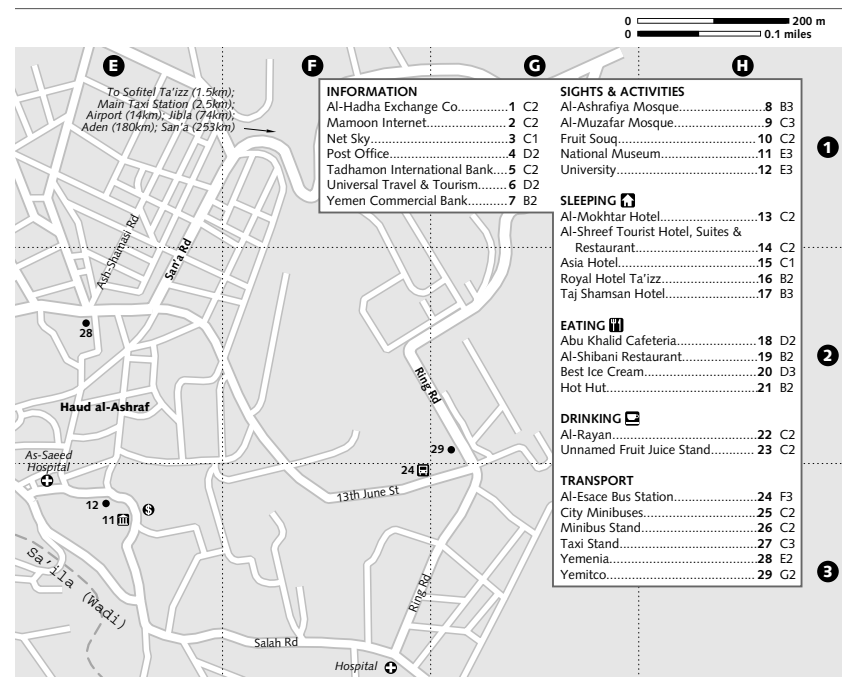 0 200 m
0 0.1 miles
E F G H
To Sofitel Ta'izz (1.5km);
Main Taxi Station (2.5km);
Airport (14km); Jibla (74km);
Aden (180km); San'a (253km)
INFORMATION
Al-Hadha Exchange Co............1 C2
Mamoon Internet....................2 C2
Net Sky..................................3 C1
Post Office.............................4 D2
Tadhamon International Bank..5 C2
Universal Travel & Tourism.......6 D2
Yemen Commercial Bank..........7 B2
SIGHTS & ACTIVITIES
Al-Ashrafiya Mosque....................8 B3
Al-Muzafar Mosque.....................9 C3
Fruit Souq..................................10 C2
National Museum.......................11 E3
University...................................12 E3
SLEEPING
Al-Mokhtar Hotel.......................13 C2
Al-Shreef Tourist Hotel, Suites &
Restaurant..............................14 C2
Asia Hotel..................................15 C1
Royal Hotel Ta'izz.......................16 B2
Taj Shamsan Hotel.....................17 B3
EATING
Abu Khalid Cafeteria...................18 D2
Al-Shibani Restaurant.................19 B2
Best Ice Cream...........................20 D3
Hot Hut.....................................21 B2
DRINKING
Al-Rayan....................................22 C2
Unnamed Fruit Juice Stand.........23 C2
TRANSPORT
Al-Esace Bus Station...................24 F3
City Minibuses............................25 C2
Minibus Stand............................26 C2
Taxi Stand..................................27 C3
Yemenia.....................................28 E2
Yemitco......................................29 G2
1
2
3
Ash-Shamasi Rd
San'a Rd
28
Haud al-Ashraf
Ring Rd
As-Saeed
Hospital
29
24
13th June St
12
11
$
Sa'ila (Wadi)
Ring Rd
Salah Rd
Hospital